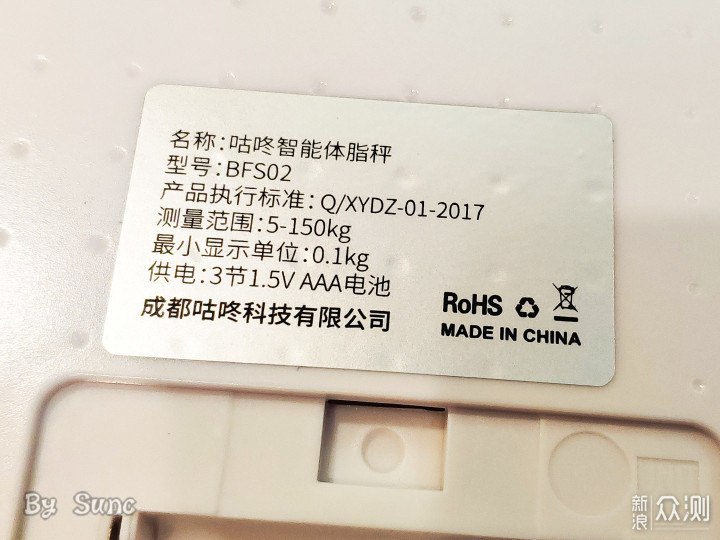 名称:咕咚智能体脂秤
型号:BFS02
产品执行标准:Q/XYDZ-01-2017
测量范围:5-150kg
最小显示单位:0.1kg
供电:3节1.5V AAA电池
成都咕咚科技有限公司
RoHS
MADE IN CHINA
By Sunc
新浪众测